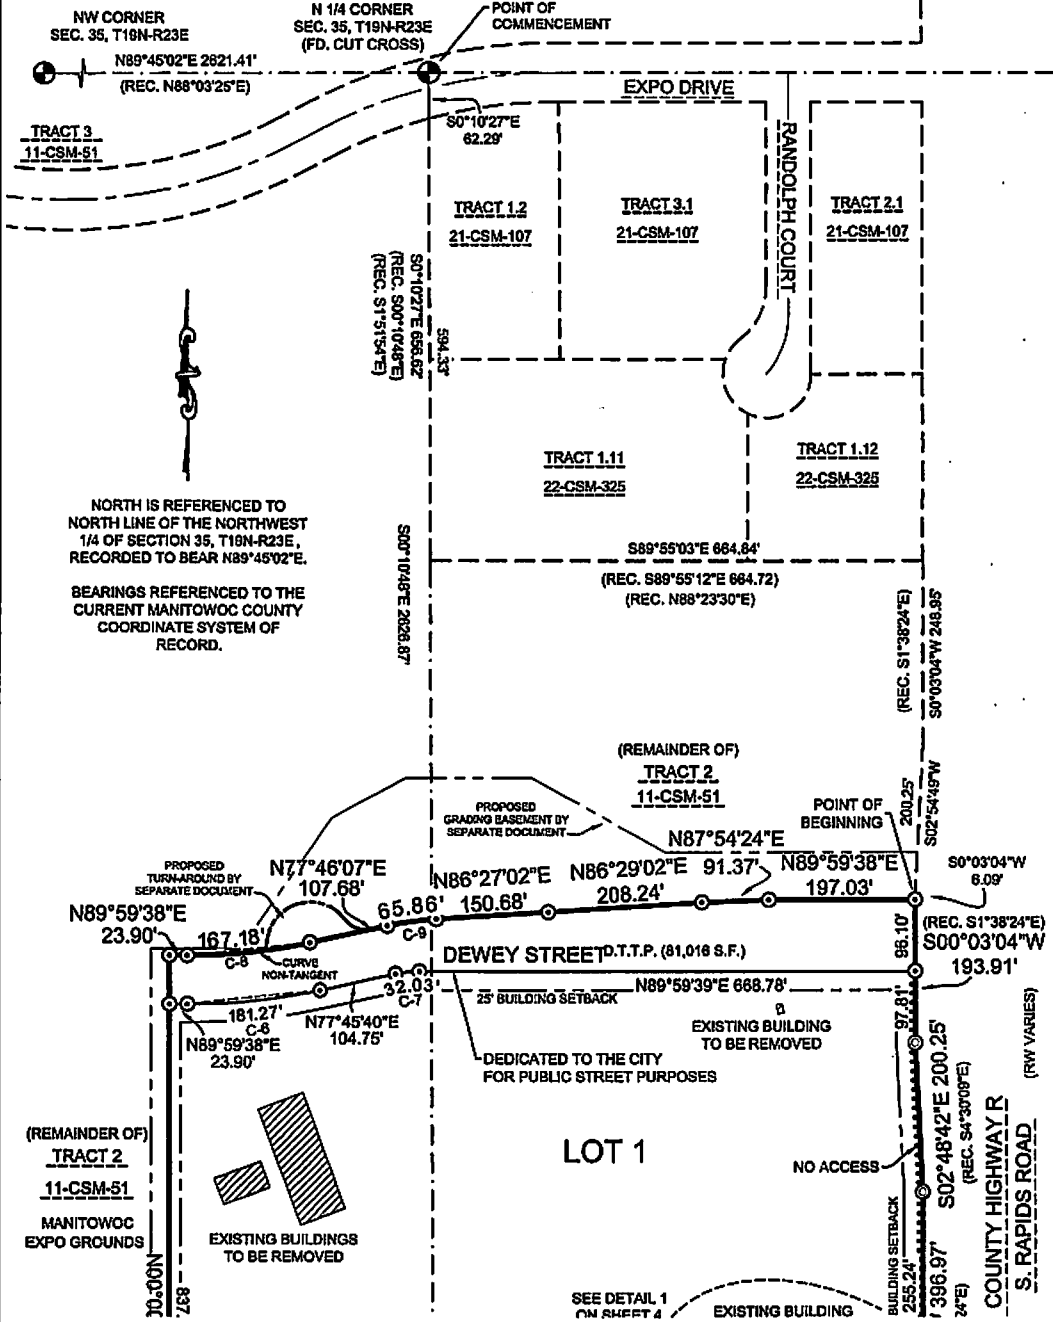 NW CORNER
SEC. 35, T19N-R23E
N 1/4 CORNER
SEC. 35, T19N-R23E
(FD. CUT CROSS)
POINT OF
COMMENCEMENT
N89°45'02"E 2621.41'
(REC. N88°03'25"E)
EXPO DRIVE
S0°10'27"E
62.29'
TRACT 3
11-CSM-51
RANDOLPH COURT
TRACT 1.2
21-CSM-107
TRACT 3.1
21-CSM-107
TRACT 2.1
21-CSM-107
S0°10'27"E 656.62'
(REC. S00°10'48"E)
(REC. S1°51'54"E)
594.33'
TRACT 1.11
22-CSM-325
TRACT 1.12
22-CSM-325
NORTH IS REFERENCED TO
NORTH LINE OF THE NORTHWEST
1/4 OF SECTION 35, T19N-R23E,
RECORDED TO BEAR N89°45'02"E.
BEARINGS REFERENCED TO THE
CURRENT MANITOWOC COUNTY
COORDINATE SYSTEM OF
RECORD.
S00°10'48"E 2626.87'
S89°55'03"E 664.84'
(REC. S89°55'12"E 664.72)
(REC. N88°23'30"E)
(REC. S1°38'24"E)
S0°03'04"W 248.95'
(REMAINDER OF)
TRACT 2
11-CSM-51
200.25'
S02°54'49"W
PROPOSED
GRADING EASEMENT BY
SEPARATE DOCUMENT
POINT OF
BEGINNING
PROPOSED
TURN-AROUND BY
SEPARATE DOCUMENT
N77°46'07"E
107.68'
N87°54'24"E
91.37'
N86°27'02"E
150.68'
N86°29'02"E
208.24'
N89°59'38"E
197.03'
S0°03'04"W
6.09'
N89°59'38"E
23.90'
167.18'
C-8
65.86'
C-9
CURVE
NON-TANGENT
DEWEY STREET D.T.T.P. (81,016 S.F.)
96.10'
(REC. S1°38'24"E)
S00°03'04"W
193.91'
181.27'
C-6
32.03'
C-7
25' BUILDING SETBACK
N89°59'39"E 668.78'
N89°59'38"E
23.90'
N77°45'40"E
104.75'
EXISTING BUILDING
TO BE REMOVED
97.81'
DEDICATED TO THE CITY
FOR PUBLIC STREET PURPOSES
S02°48'42"E 200.25'
(REC. S4°30'09"E)
(RW VARIES)
COUNTY HIGHWAY R
S. RAPIDS ROAD
LOT 1
NO ACCESS
(REMAINDER OF)
TRACT 2
11-CSM-51
MANITOWOC
EXPO GROUNDS
EXISTING BUILDINGS
TO BE REMOVED
BUILDING SETBACK
255.24'
396.97'
24"E)
N00°00
837.
SEE DETAIL 1
ON SHEET 4
EXISTING BUILDING